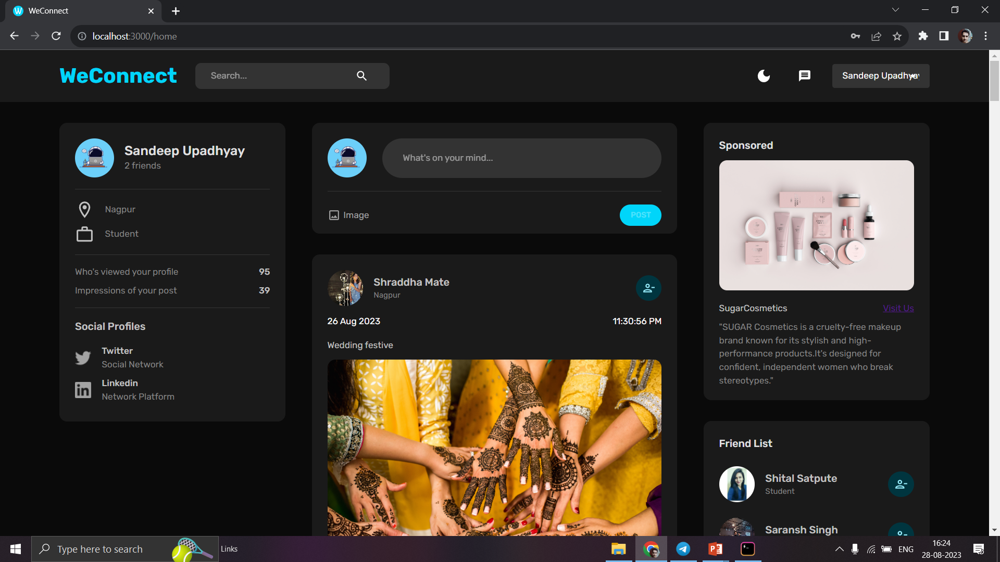 WeConnect
localhost:3000/home
WeConnect
Search...
Sandeep Upadhyay
Sandeep Upadhyay
2 friends
Nagpur
Student
Who's viewed your profile 95
Impressions of your post 39
Social Profiles
Twitter
Social Network
Linkedin
Network Platform
What's on your mind...
Image
POST
Shraddha Mate
Nagpur
26 Aug 2023 11:30:56 PM
Wedding festive
Sponsored
SugarCosmetics Visit Us
"SUGAR Cosmetics is a cruelty-free makeup
brand known for its stylish and high-
performance products.It's designed for
confident, independent women who break
stereotypes."
Friend List
Shital Satpute
Student
Saransh Singh
Type here to search
Links
ENG
16:24
28-08-2023